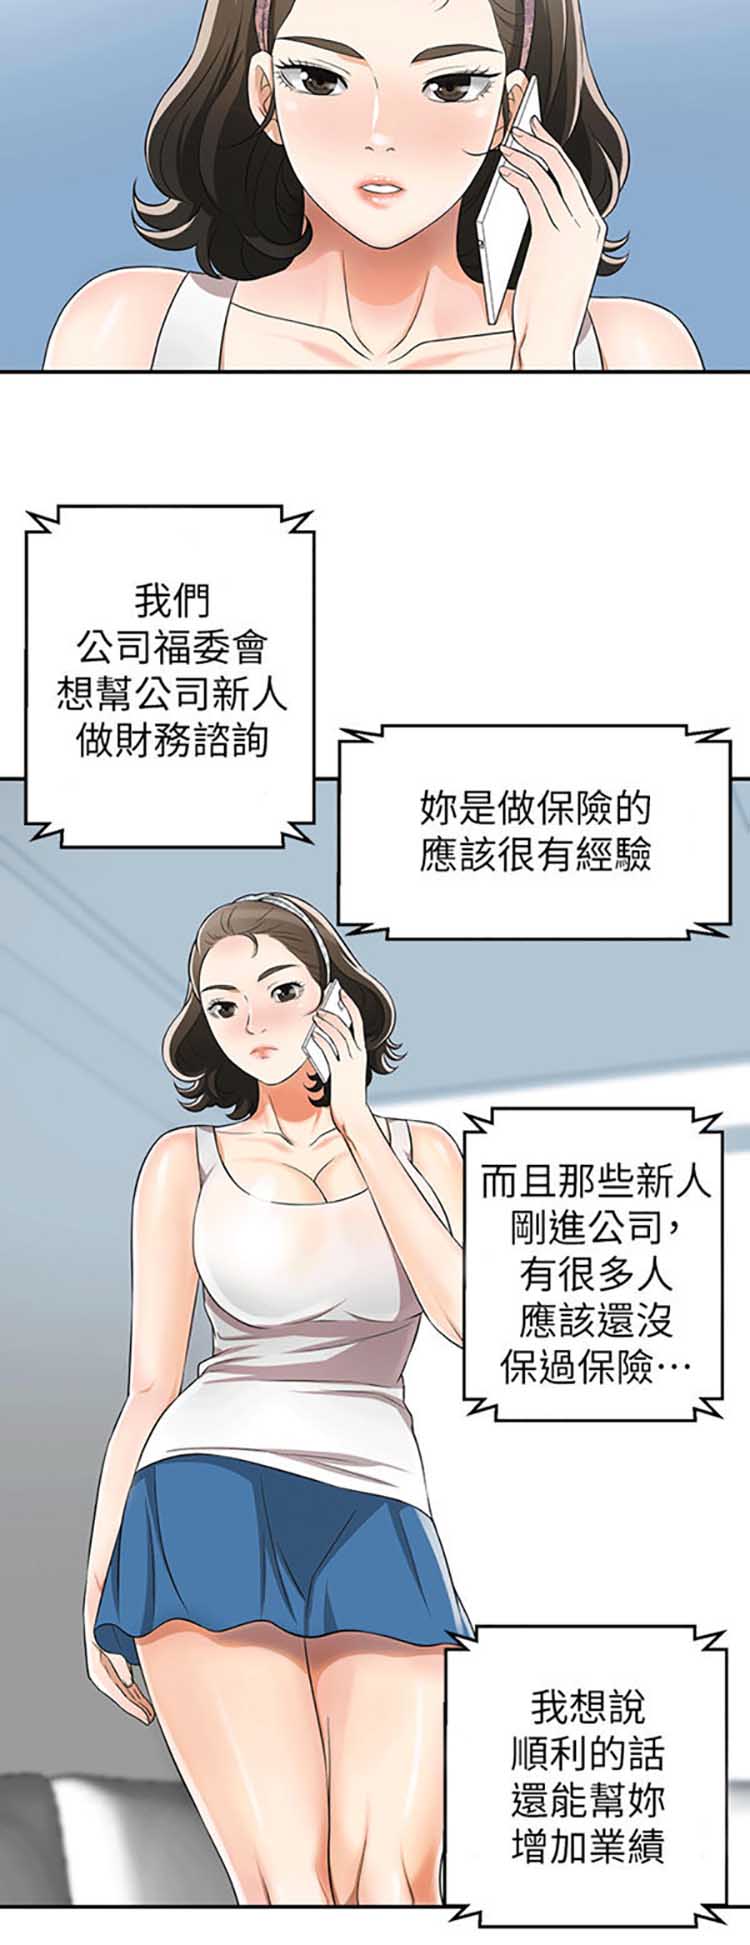 我們
公司福委會
想幫公司新人
做財務諮詢
妳是做保險的
應該很有經驗
而且那些新人
剛進公司，
有很多人
應該還沒
保過保險…
我想說
順利的話
還能幫妳
增加業績